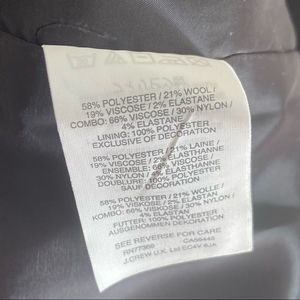 58% POLYESTER / 21% WOOL /
19% VISCOSE / 2% ELASTANE
COMBO: 66% VISCOSE / 30% NYLON /
4% ELASTANE
LINING: 100% POLYESTER
EXCLUSIVE OF DECORATION
58% POLYESTER / 21% LAINE /
19% VISCOSE / 2% ELASTHANNE
ENSEMBLE: 66% VISCOSE /
30% NYLON / 4% ELASTHANNE
DOUBLURE: 100% POLYESTER
SAUF DECORATION
58% POLYESTER / 21% WOLLE /
19% VISKOSE / 2% ELASTAN
KOMBO: 66% VISKOSE / 30% NYLON /
4% ELASTAN
FUTTER: 100% POLYESTER
AUSGENOMMEN DEKORATION
SEE REVERSE FOR CARE
RN77388 CA56445
J.CREW U.K. Ltd EC4V 6JA